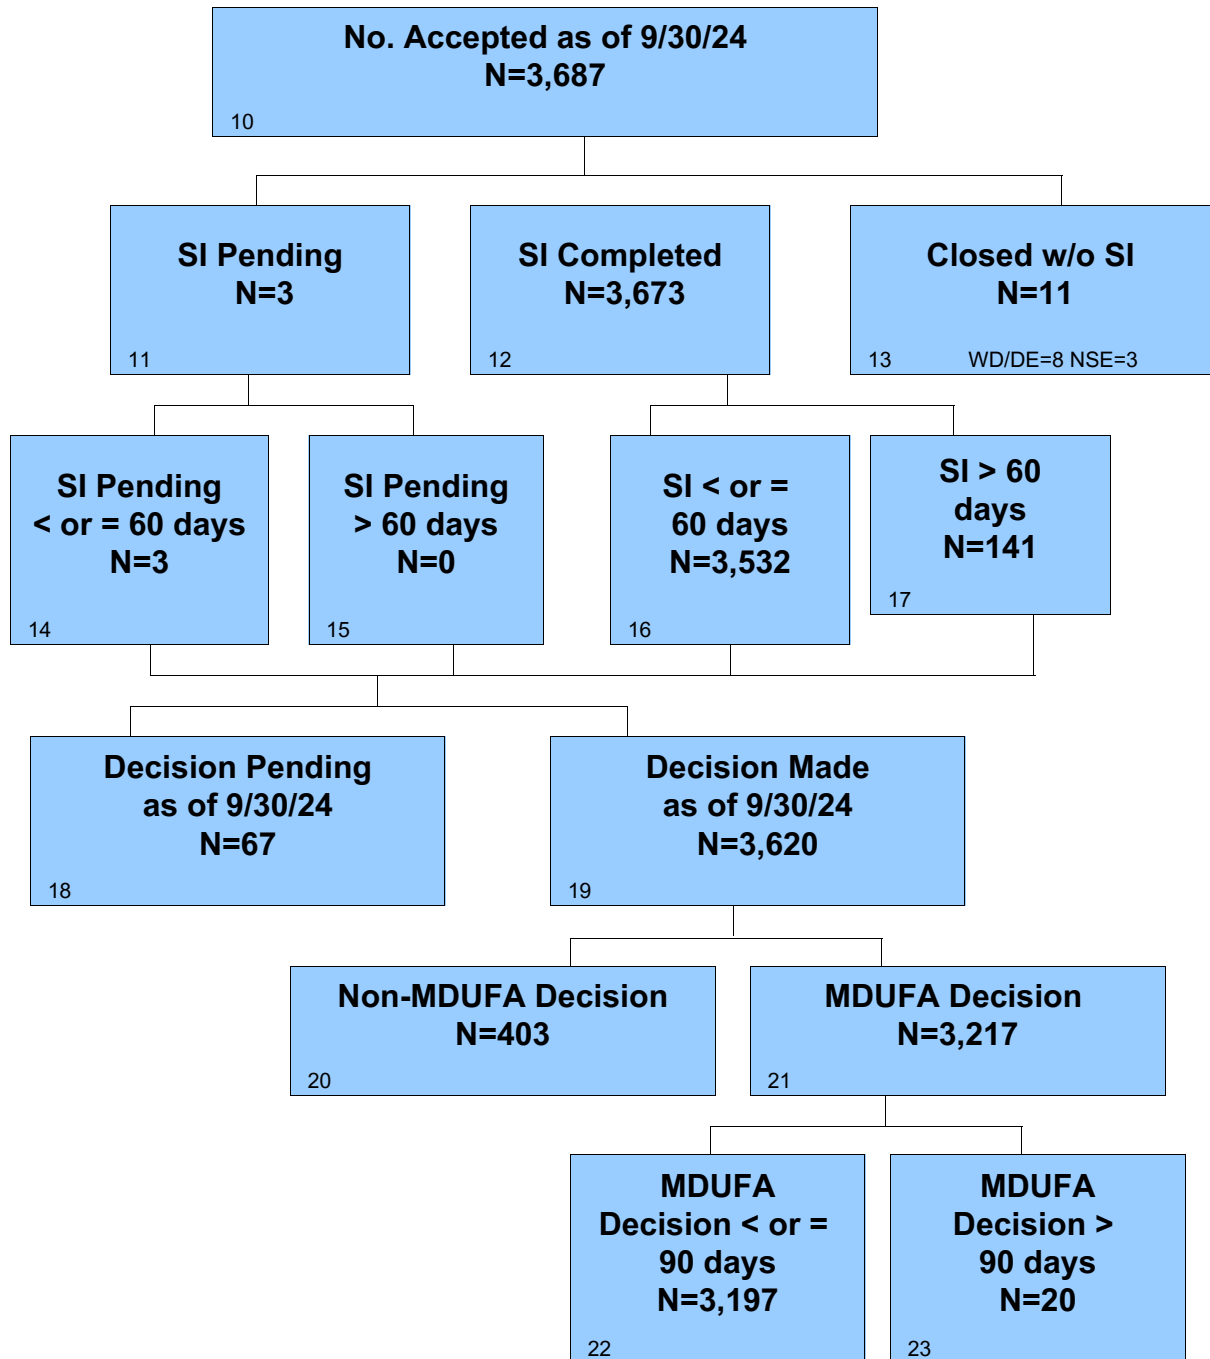 No. Accepted as of 9/30/24
N=3,687
10
SI Pending
N=3
11
SI Completed
N=3,673
12
Closed w/o SI
N=11
13 WD/DE=8 NSE=3
SI Pending
< or = 60 days
N=3
14
SI Pending
> 60 days
N=0
15
SI < or =
60 days
N=3,532
16
SI > 60
days
N=141
17
Decision Pending
as of 9/30/24
N=67
18
Decision Made
as of 9/30/24
N=3,620
19
Non-MDUFA Decision
N=403
20
MDUFA Decision
N=3,217
21
MDUFA
Decision < or =
90 days
N=3,197
22
MDUFA
Decision >
90 days
N=20
23